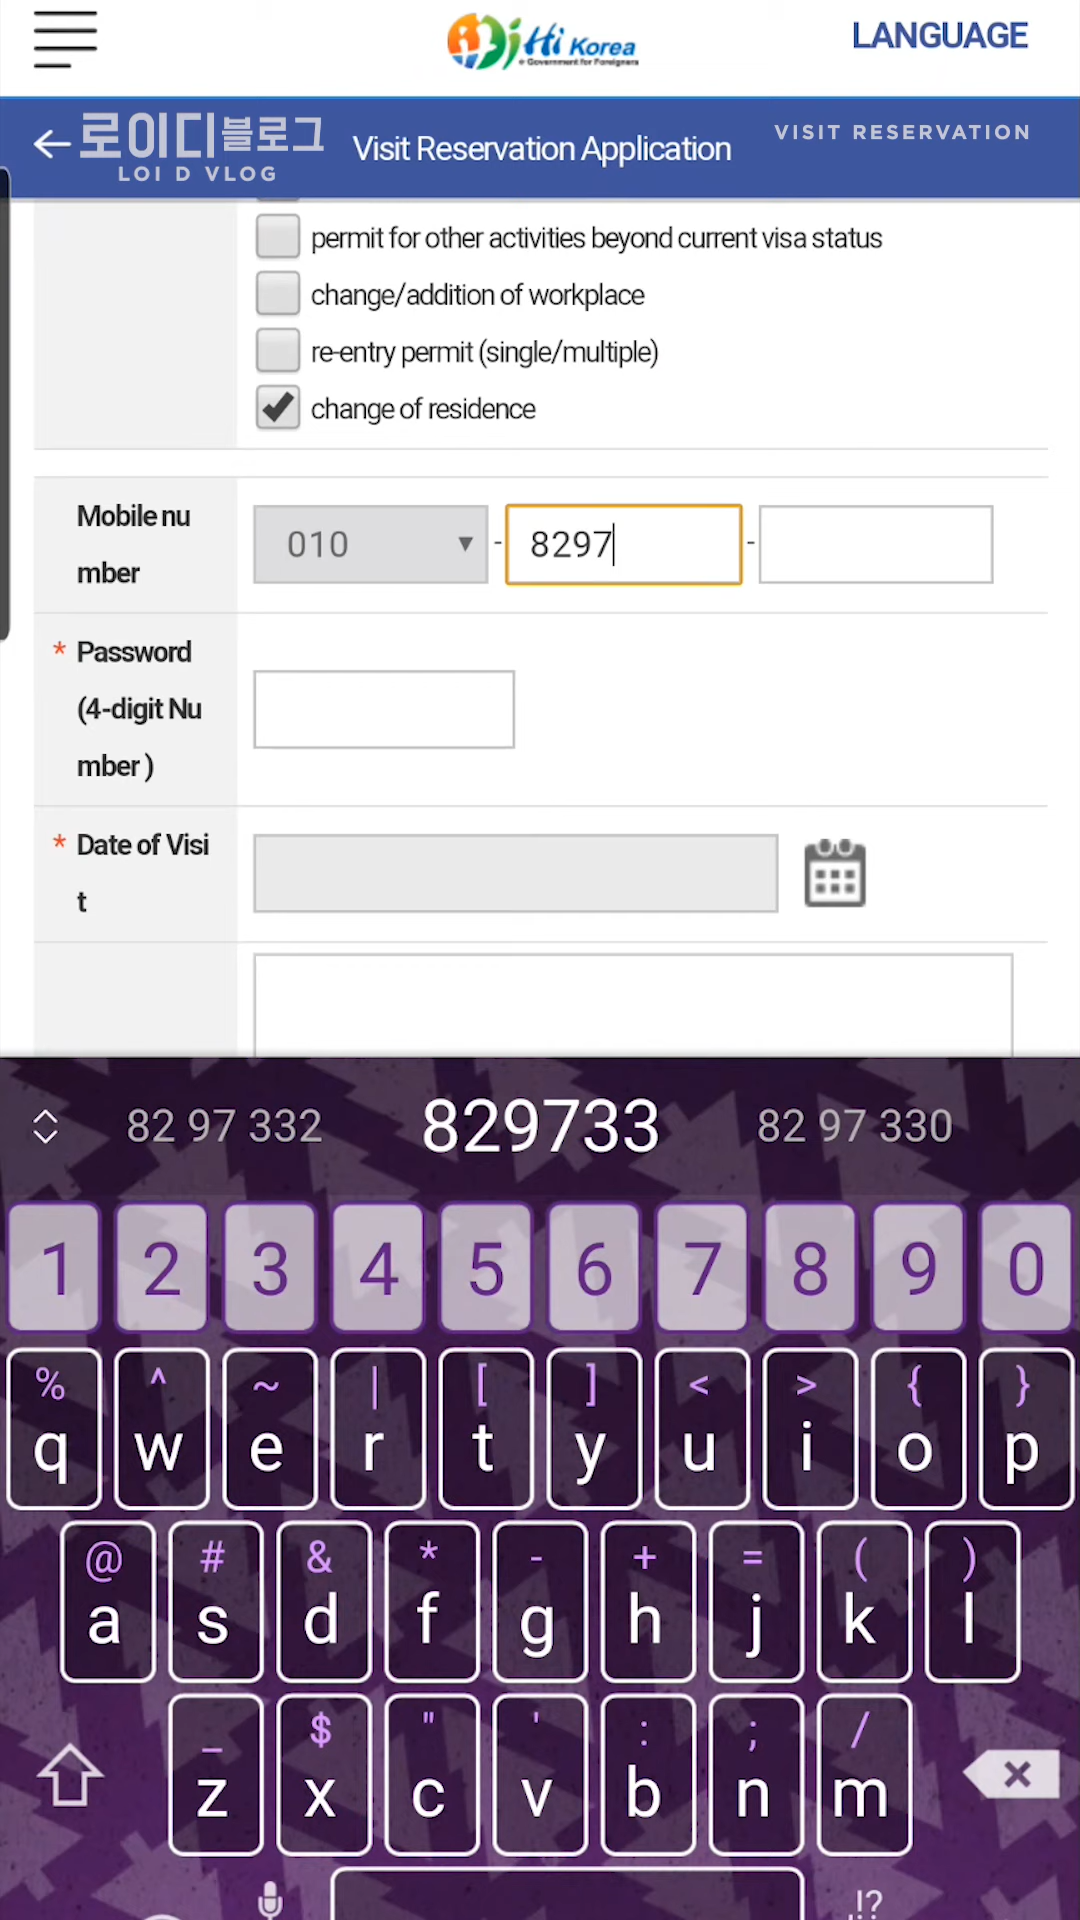 Hi Korea
e-Government for Foreigners
LANGUAGE
로이디블로그
LOI D VLOG
Visit Reservation Application
VISIT RESERVATION
permit for other activities beyond current visa status
change/addition of workplace
re-entry permit (single/multiple)
change of residence
Mobile nu
mber
010 ▼ - 8297 -
* Password
(4-digit Nu
mber )
* Date of Visi
t
82 97 332 829733 82 97 330
1 2 3 4 5 6 7 8 9 0
% ^ ~ | [ ] < > { }
q w e r t y u i o p
@ # & * - + = ( )
a s d f g h j k l
_ $ " ' : ; /
z x c v b n m
,!?